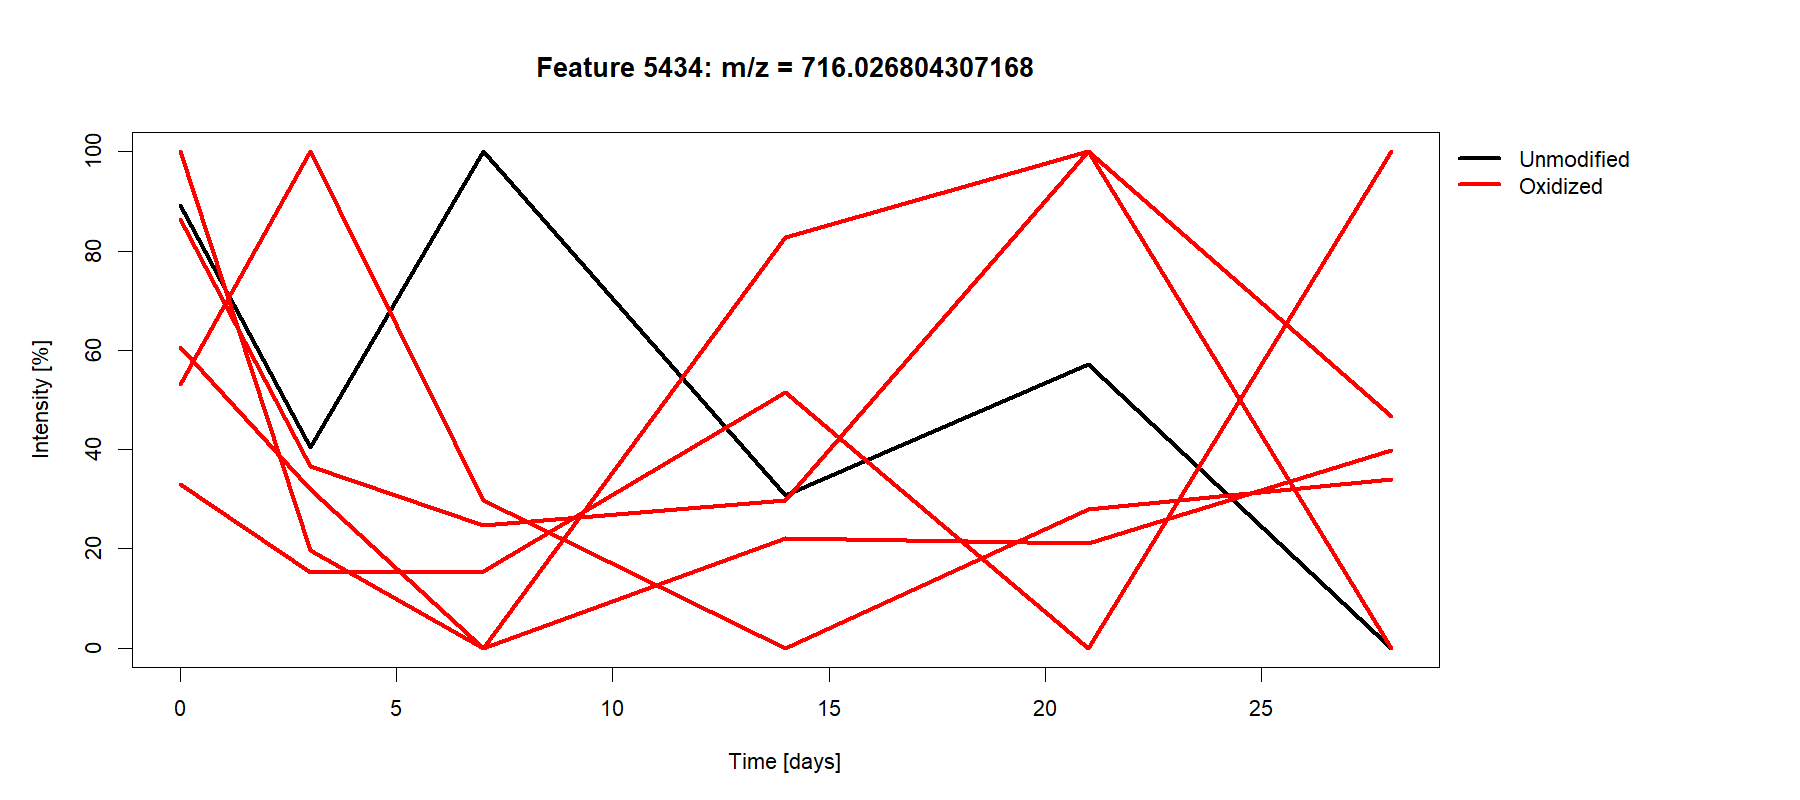 Feature 5434: m/z = 716.026804307168
Unmodified
Oxidized
Intensity [%]
100
80
60
40
20
0
0 5 10 15 20 25
Time [days]